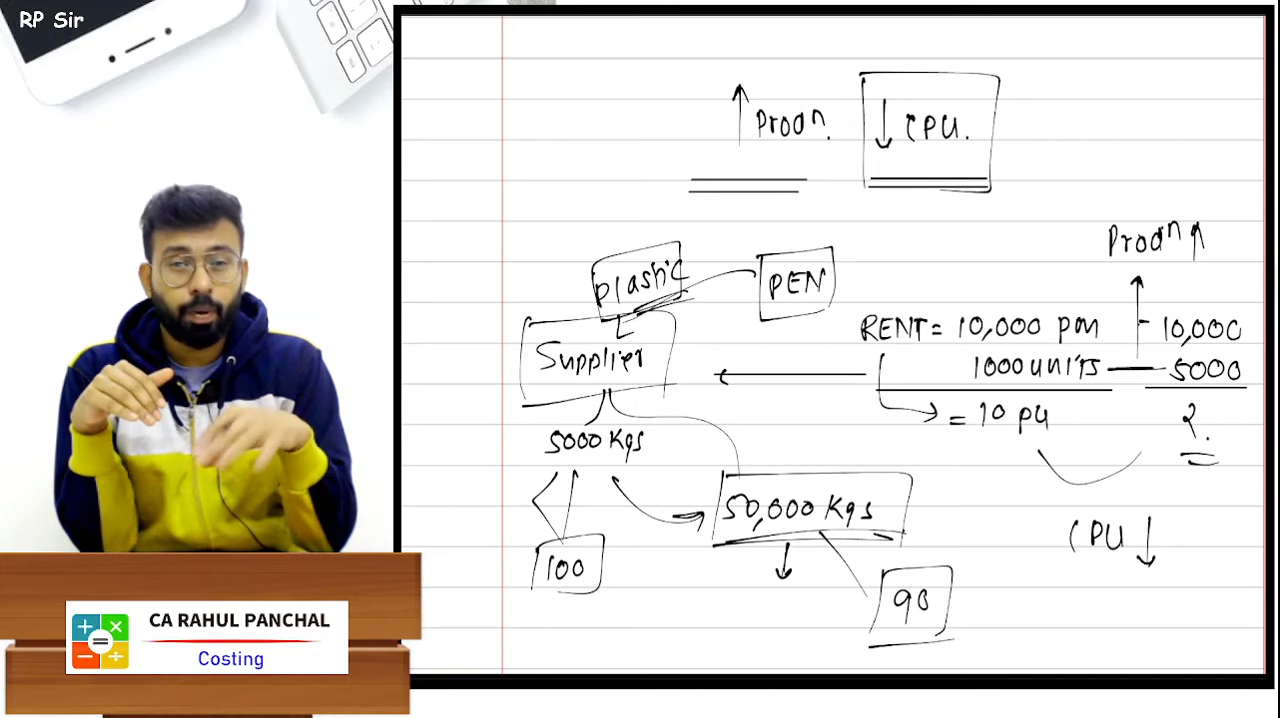 RP Sir
↑ Prodn. ↓ CPU.
Prodn ↑
plastic PEN
Supplier
RENT = 10,000 pm - 10,000
1000 units 5000
= 10 pu 2.
5000 Kgs
50,000 Kgs
CPU ↓
100
90
CA RAHUL PANCHAL
Costing
+ × = − ÷